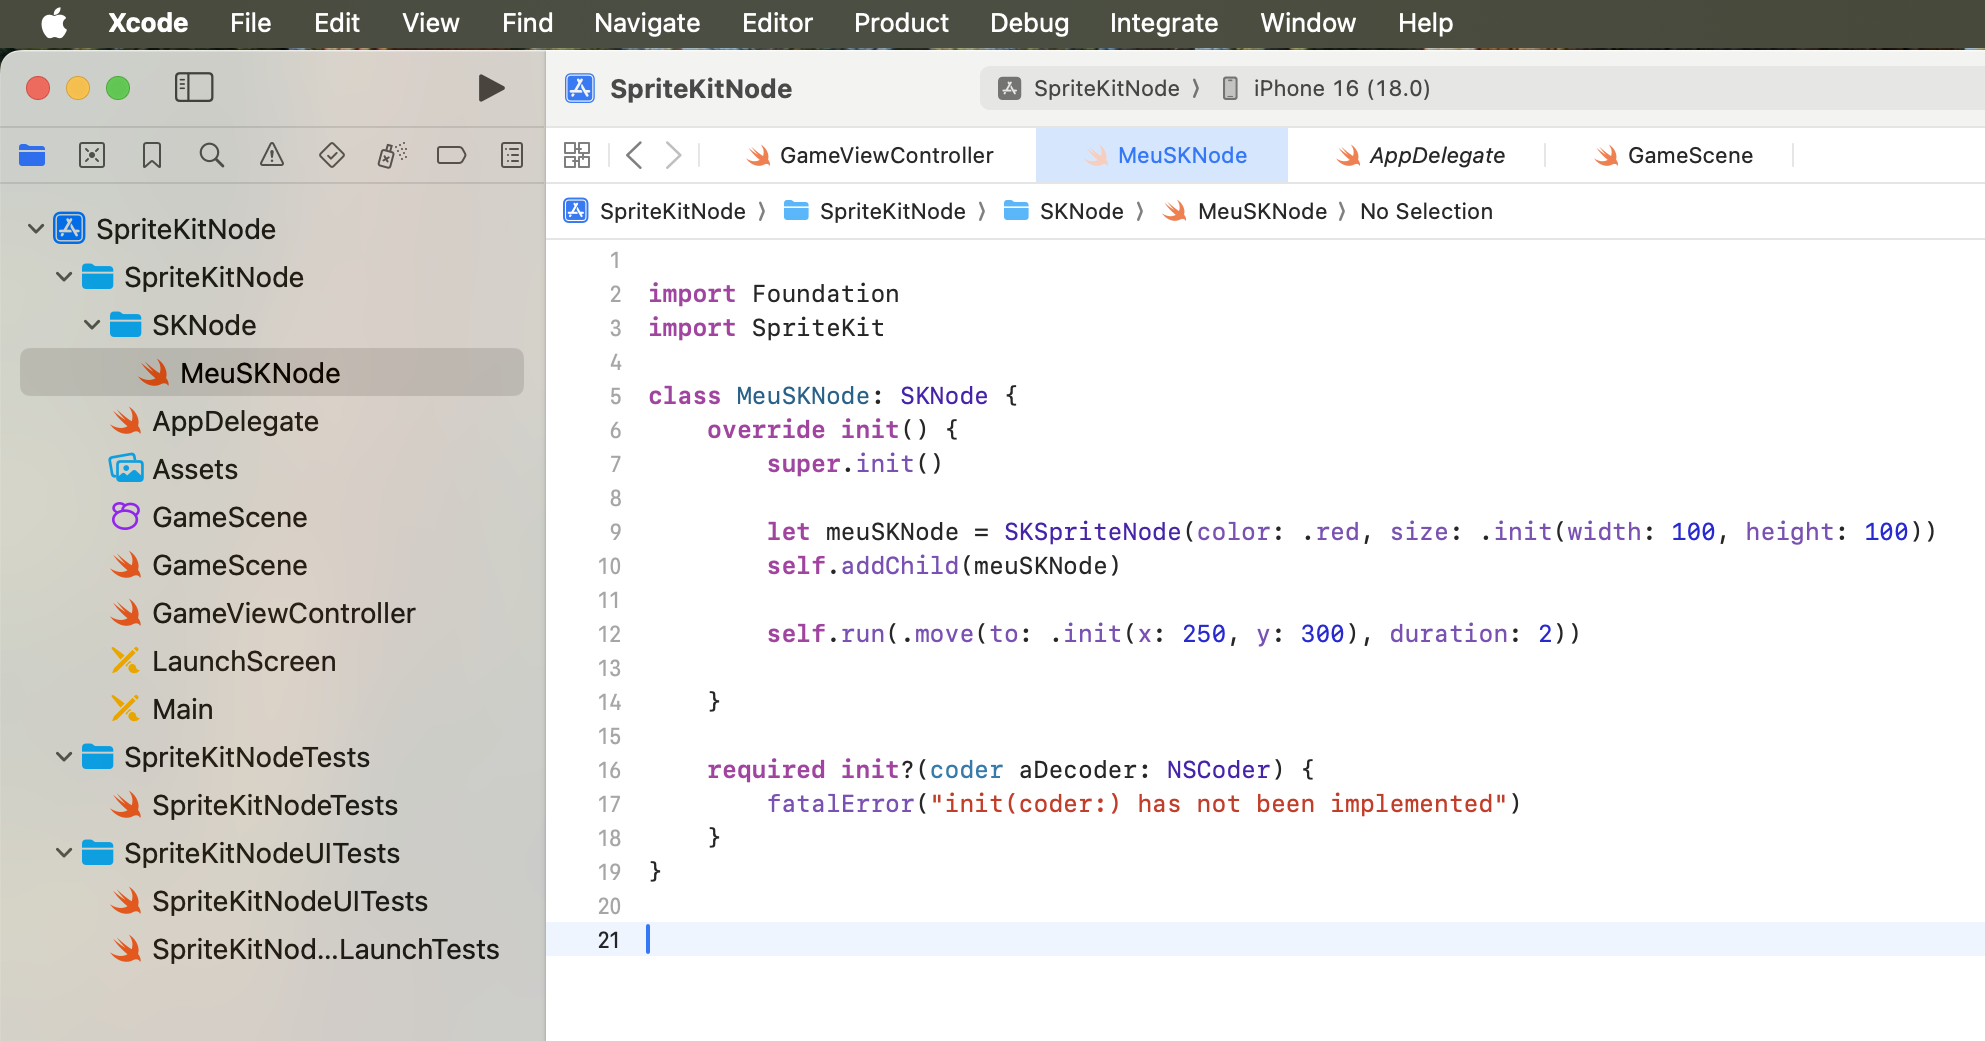 Xcode File Edit View Find Navigate Editor Product Debug Integrate Window Help
SpriteKitNode SpriteKitNode 〉 iPhone 16 (18.0)
GameViewController MeuSKNode AppDelegate GameScene
SpriteKitNode 〉 SpriteKitNode 〉 SKNode 〉 MeuSKNode 〉 No Selection
SpriteKitNode
SpriteKitNode
SKNode
MeuSKNode
AppDelegate
Assets
GameScene
GameScene
GameViewController
LaunchScreen
Main
SpriteKitNodeTests
SpriteKitNodeTests
SpriteKitNodeUITests
SpriteKitNodeUITests
SpriteKitNod...LaunchTests
1
2 import Foundation
3 import SpriteKit
4
5 class MeuSKNode: SKNode {
6 override init() {
7 super.init()
8
9 let meuSKNode = SKSpriteNode(color: .red, size: .init(width: 100, height: 100))
10 self.addChild(meuSKNode)
11
12 self.run(.move(to: .init(x: 250, y: 300), duration: 2))
13
14 }
15
16 required init?(coder aDecoder: NSCoder) {
17 fatalError("init(coder:) has not been implemented")
18 }
19 }
20
21